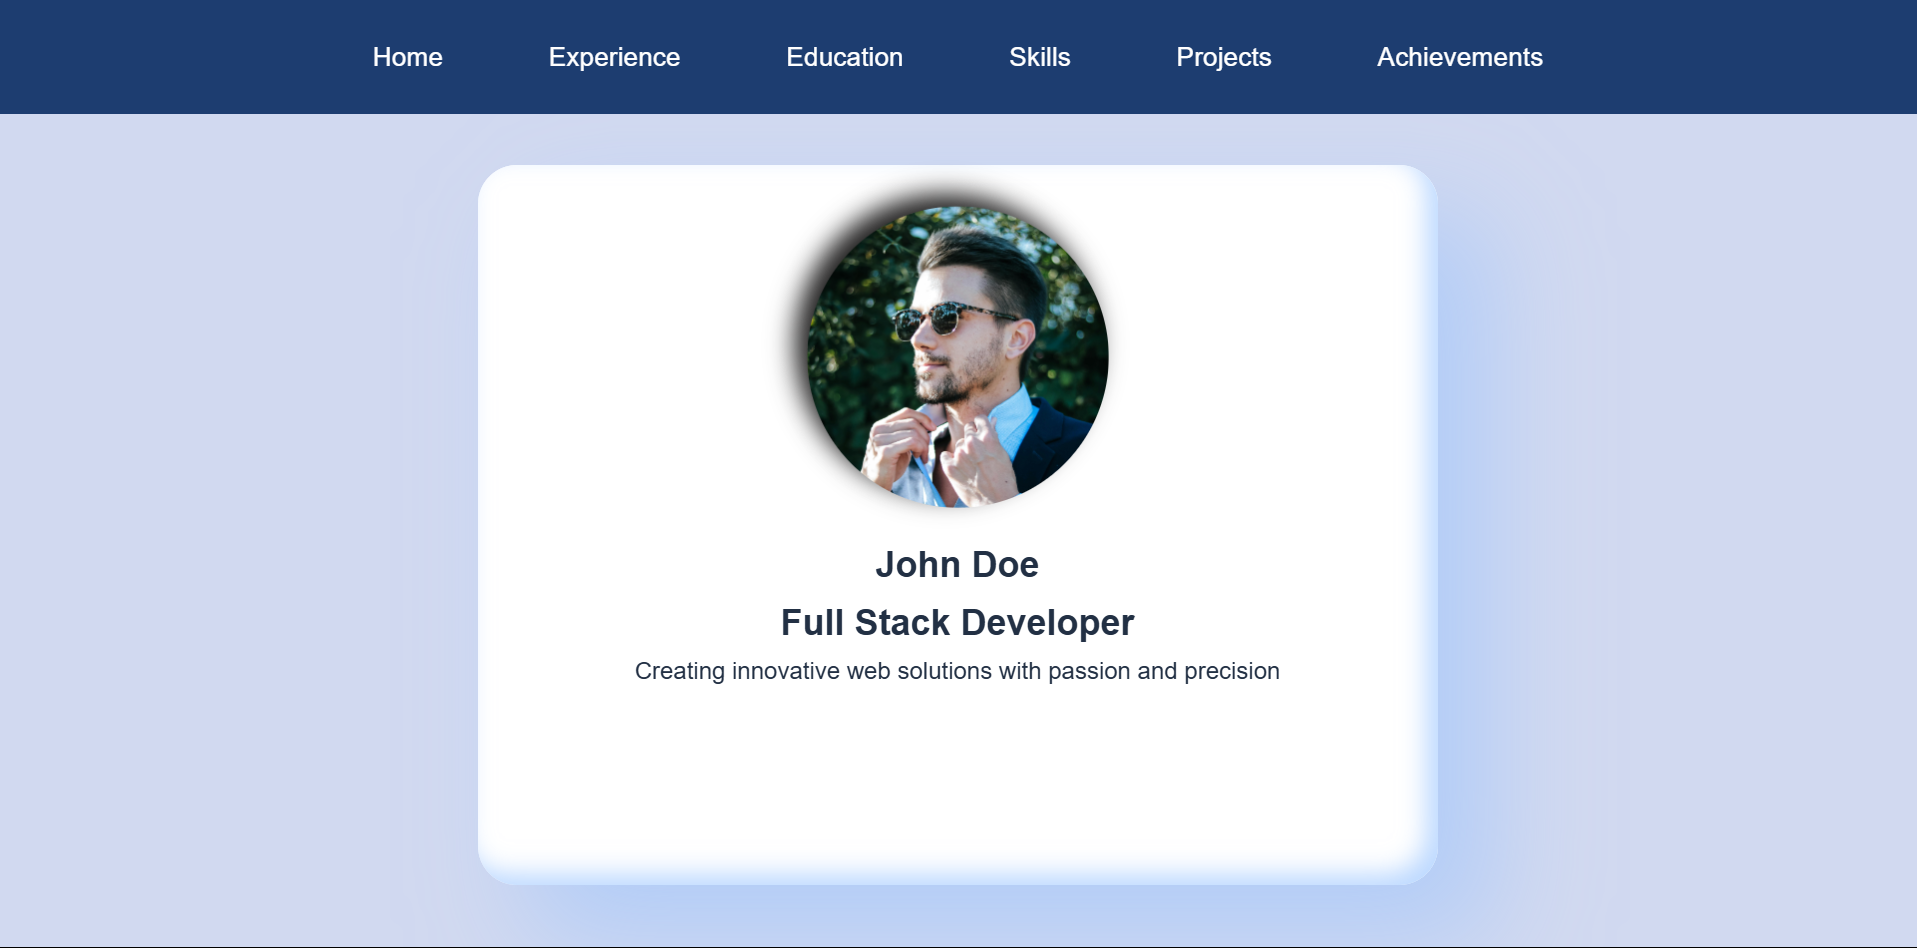 Home Experience Education Skills Projects Achievements
John Doe
Full Stack Developer
Creating innovative web solutions with passion and precision